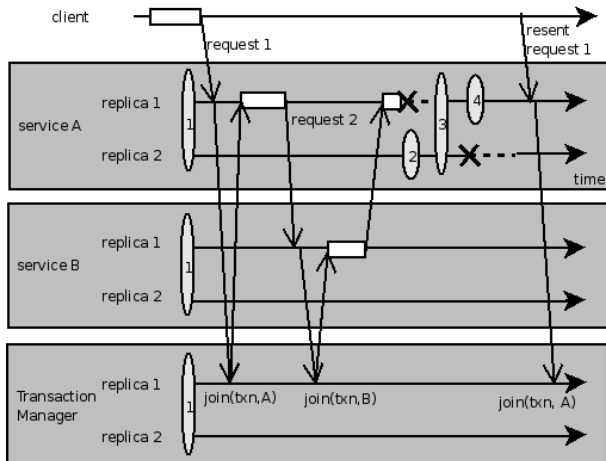 client
request 1
resent
request 1
service A
replica 1
replica 2
1
request 2
2
3
4
time
service B
replica 1
replica 2
1
Transaction
Manager
replica 1
replica 2
1
join(txn,A)
join(txn,B)
join(txn, A)